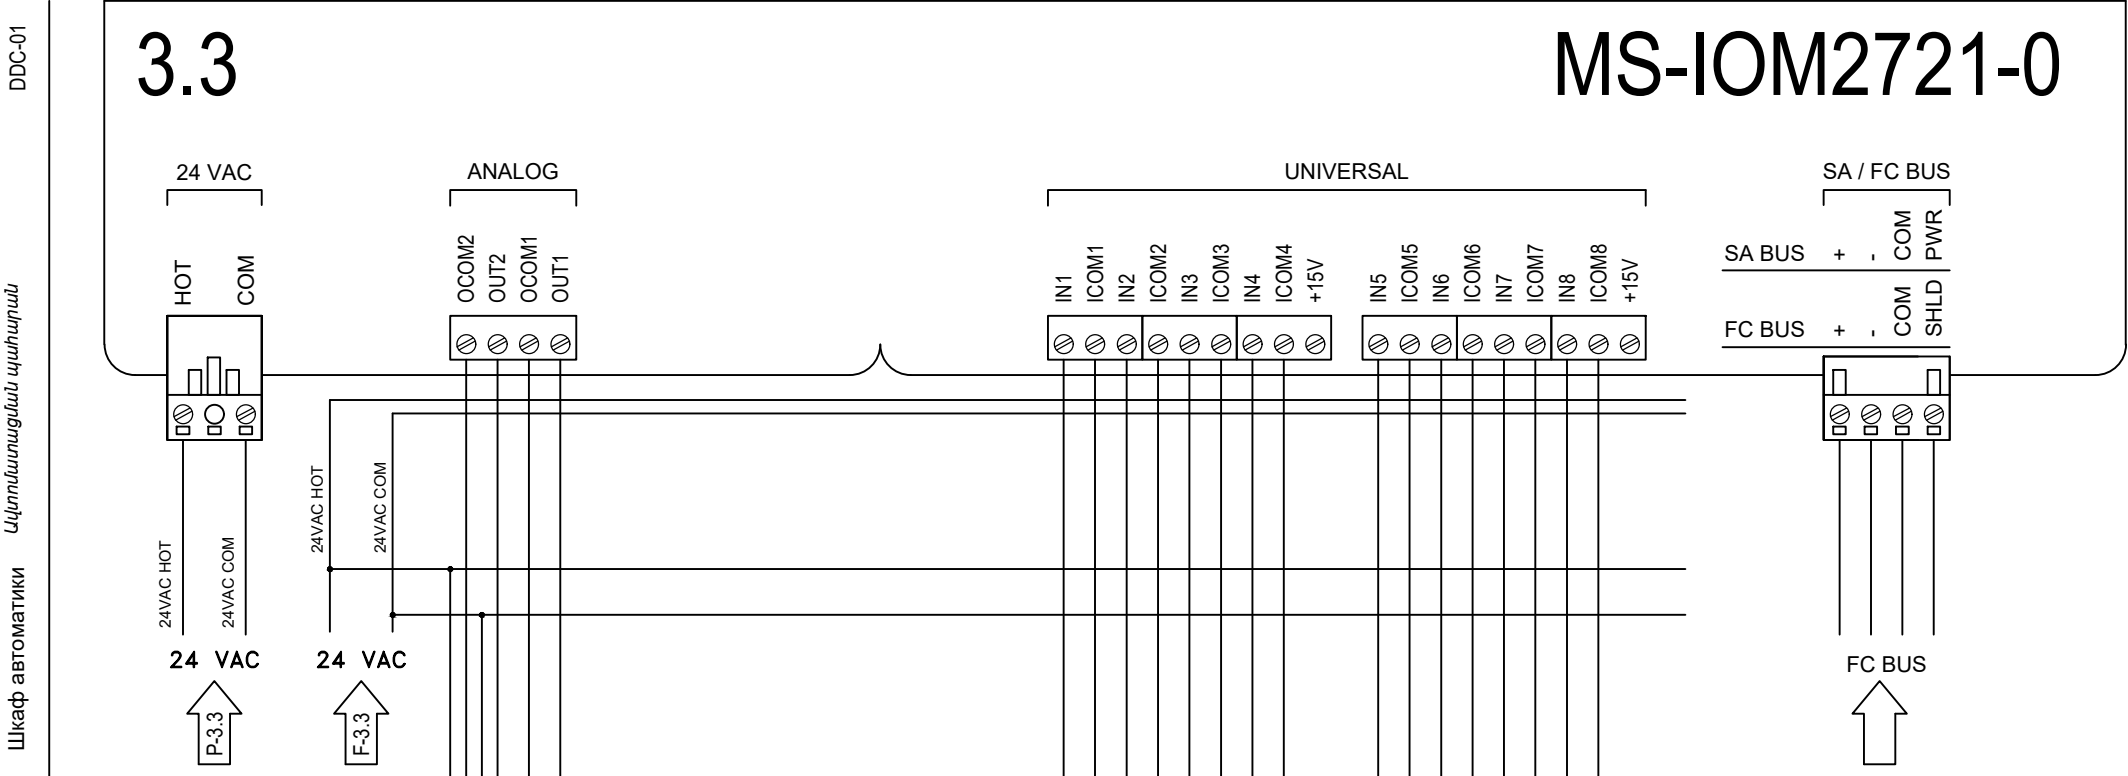 DDC-01
Ավտոմատացման պահարան
Шкаф автоматики
3.3
MS-IOM2721-0
24 VAC
ANALOG
UNIVERSAL
SA / FC BUS
HOT
COM
OCOM2
OUT2
OCOM1
OUT1
IN1
ICOM1
IN2
ICOM2
IN3
ICOM3
IN4
ICOM4
+15V
IN5
ICOM5
IN6
ICOM6
IN7
ICOM7
IN8
ICOM8
+15V
SA BUS + - COM PWR
FC BUS + - COM SHLD
24VAC HOT
24VAC COM
24VAC HOT
24VAC COM
24 VAC
24 VAC
FC BUS
P-3.3
F-3.3